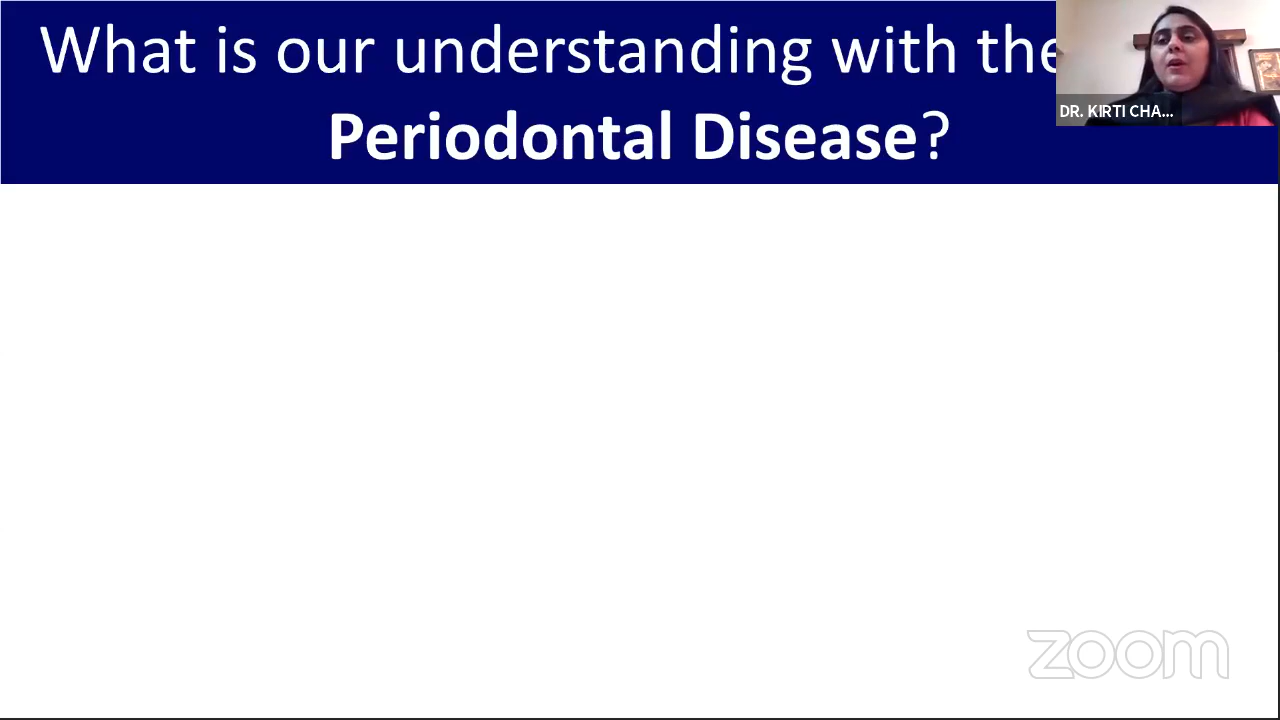 What is our understanding with the
Periodontal Disease?
DR. KIRTI CHA...
zoom